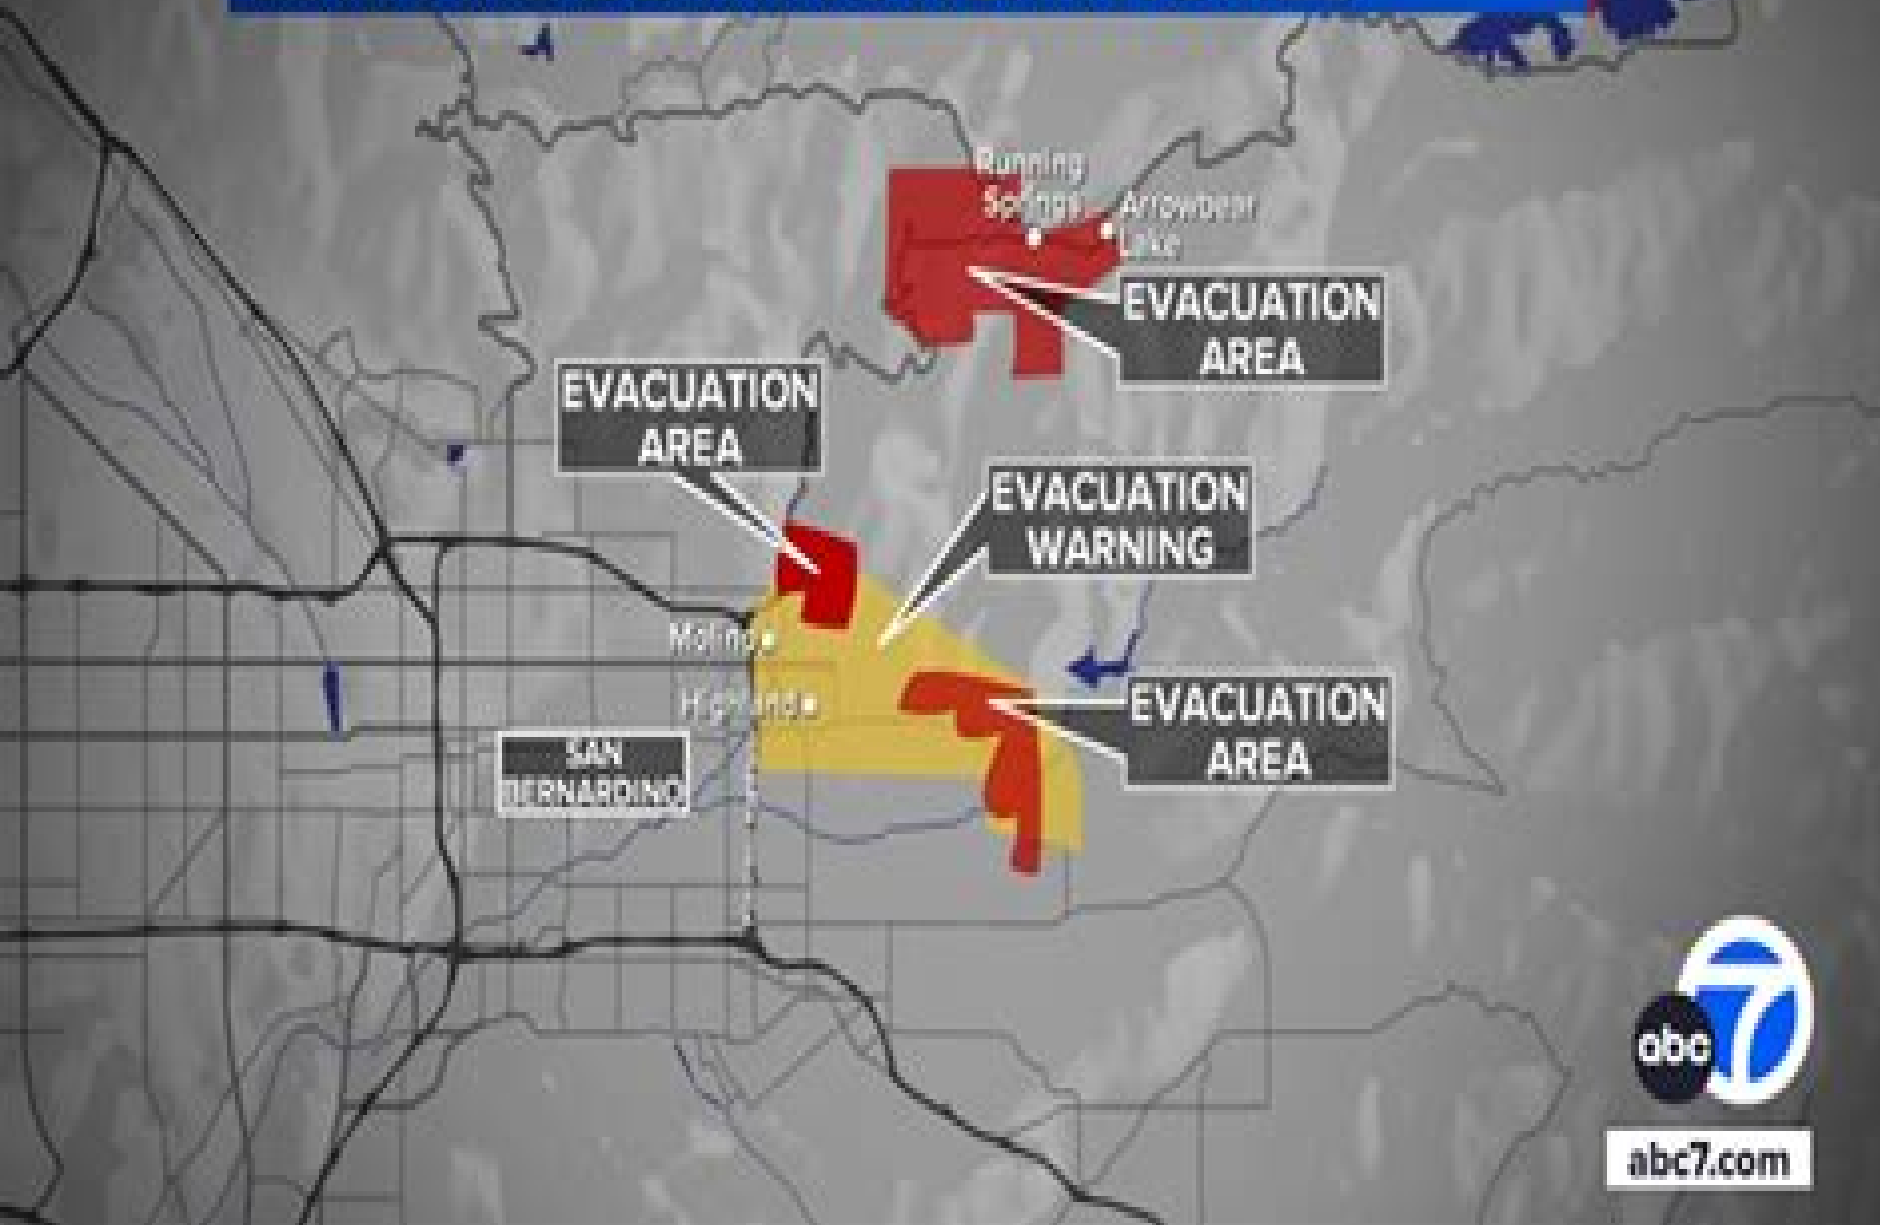 Running
Springs
Arrowbear
Lake
EVACUATION
AREA
EVACUATION
AREA
EVACUATION
WARNING
Molino
Highland
EVACUATION
AREA
SAN
BERNARDINO
abc 7
abc7.com